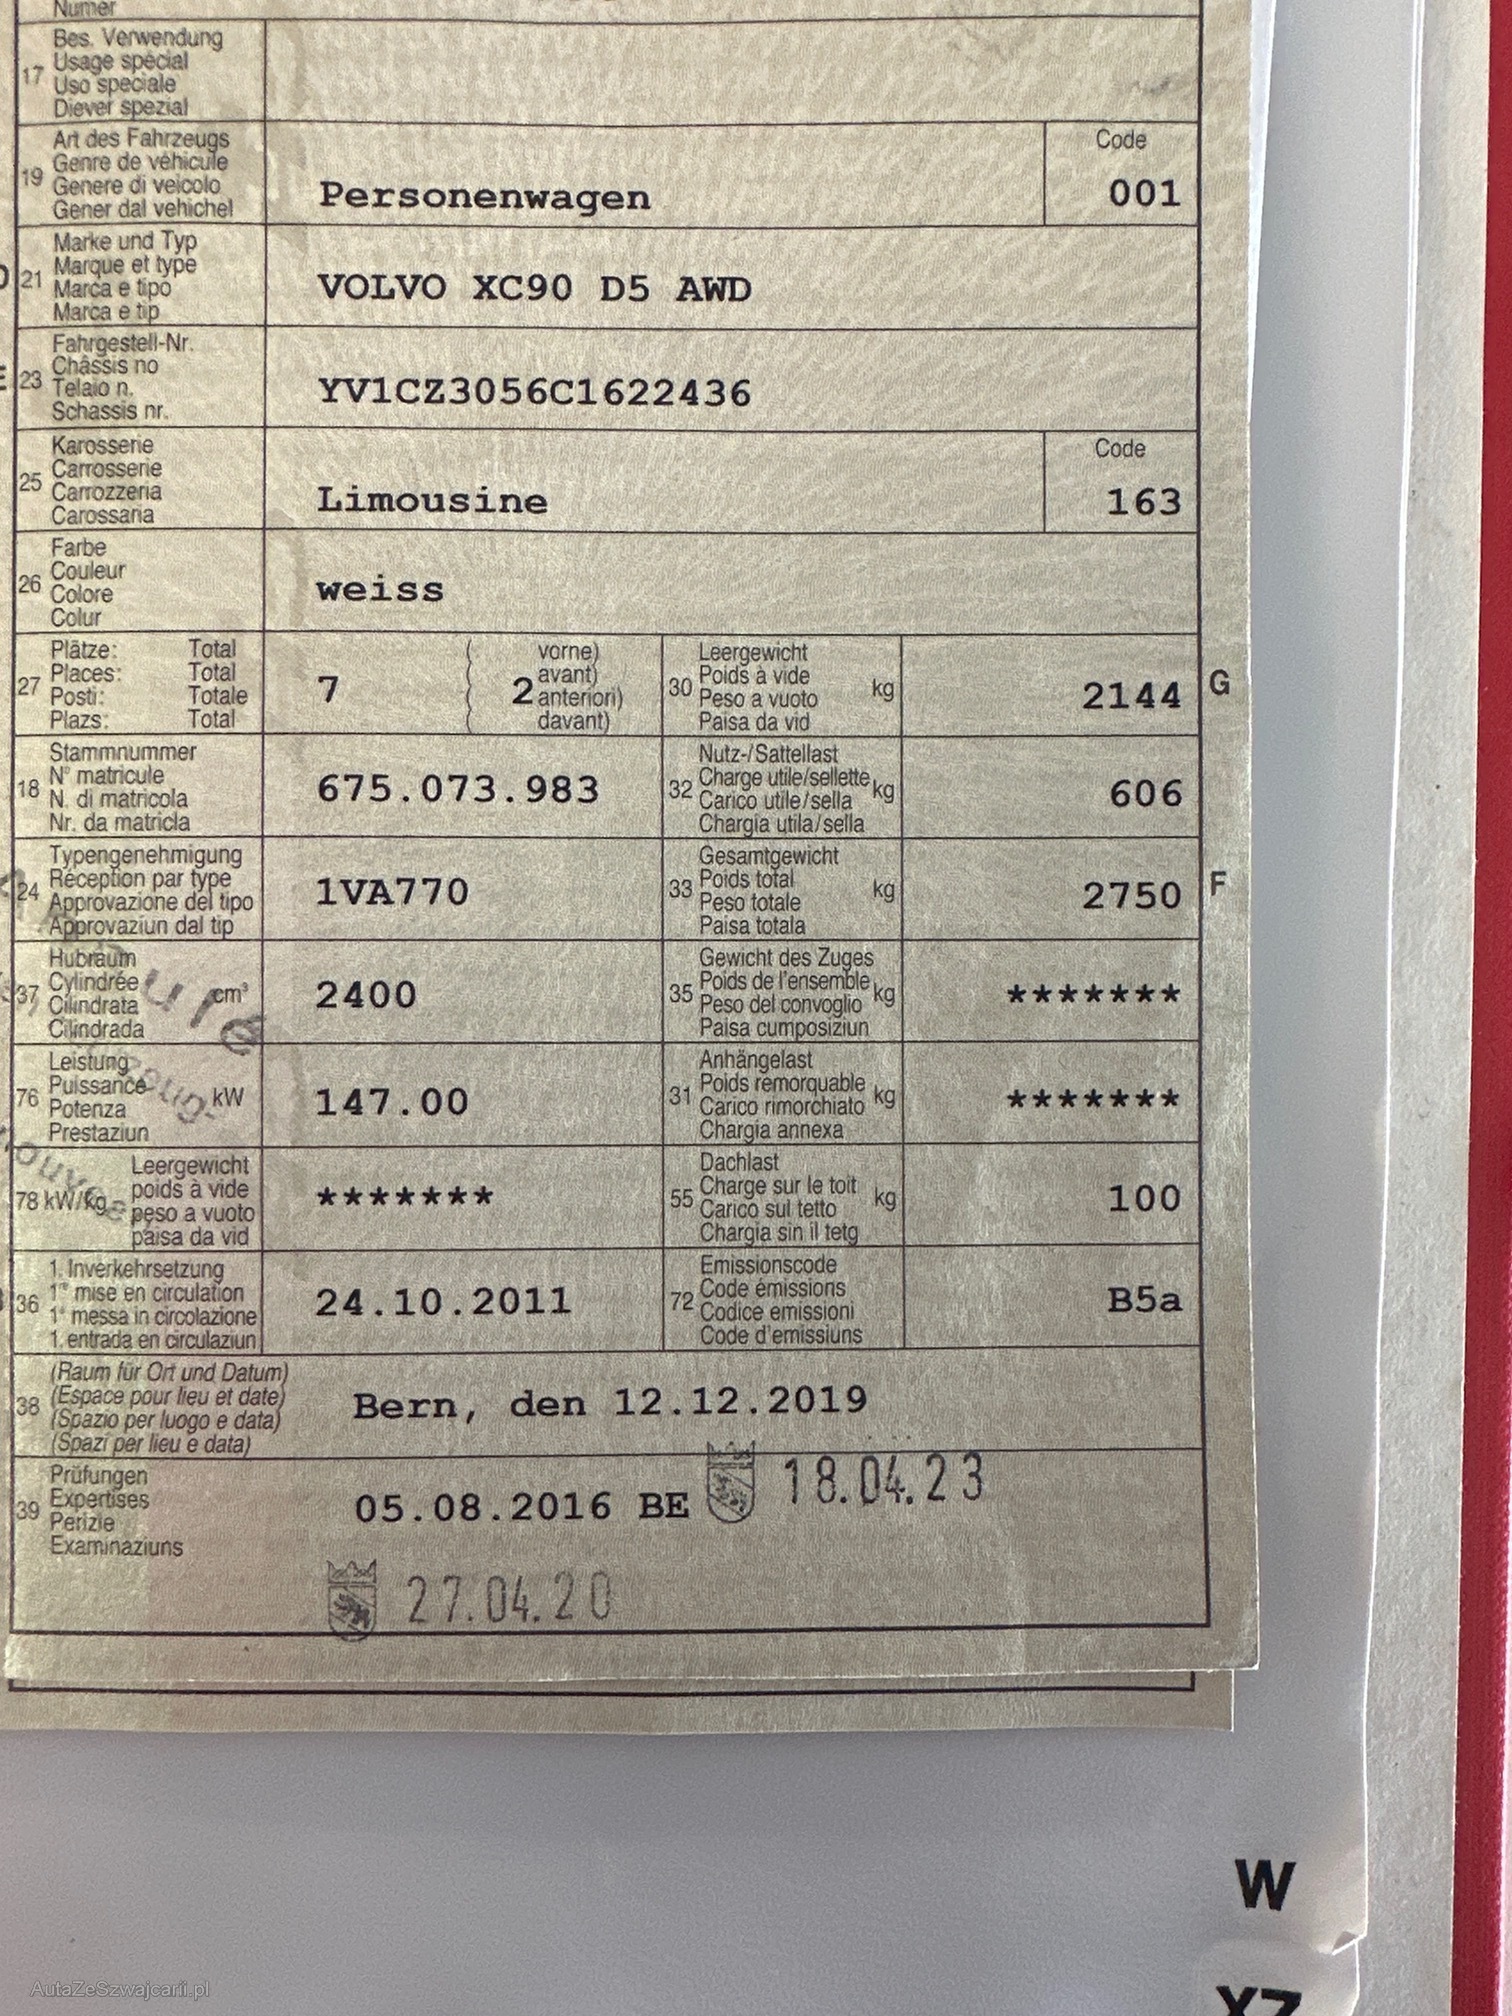 Numer
17 Bes. Verwendung
Usage spécial
Uso speciale
Diever spezial
19 Art des Fahrzeugs
Genre de véhicule
Genere di veicolo
Gener dal vehichel
Personenwagen
Code
001
21 Marke und Typ
Marque et type
Marca e tipo
Marca e tip
VOLVO XC90 D5 AWD
E
23 Fahrgestell-Nr.
Châssis no
Telaio n.
Schassis nr.
YV1CZ3056C1622436
25 Karosserie
Carrosserie
Carrozzeria
Carossaria
Limousine
Code
163
26 Farbe
Couleur
Colore
Colur
weiss
27 Plätze: Total
Places: Total
Posti: Totale
Plazs: Total
7
( vorne)
( avant)
( 2 anteriori)
( davant)
30 Leergewicht
Poids à vide
Peso a vuoto
Paisa da vid
kg
2144
G
18 Stammnummer
N° matricule
N. di matricola
Nr. da matricla
675.073.983
32 Nutz-/Sattellast
Charge utile/sellette
Carico utile/sella
Chargia utila/sella
kg
606
24 Typengenehmigung
Réception par type
Approvazione del tipo
Approvaziun dal tip
1VA770
33 Gesamtgewicht
Poids total
Peso totale
Paisa totala
kg
2750
F
37 Hubraum
Cylindrée
Cilindrata
Cilindrada
cm³
2400
35 Gewicht des Zuges
Poids de l'ensemble
Peso del convoglio
Paisa cumposiziun
kg
*******
76 Leistung
Puissance
Potenza
Prestaziun
kW
147.00
31 Anhängelast
Poids remorquable
Carico rimorchiato
Chargia annexa
kg
*******
78 kW/kg
Leergewicht
poids à vide
peso a vuoto
paisa da vid
*******
55 Dachlast
Charge sur le toit
Carico sul tetto
Chargia sin il tetg
kg
100
36 1. Inverkehrsetzung
1re mise en circulation
1a messa in circolazione
1. entrada en circulaziun
24.10.2011
72 Emissionscode
Code émissions
Codice emissioni
Code d'emissiuns
B5a
38 (Raum für Ort und Datum)
(Espace pour lieu et date)
(Spazio per luogo e data)
(Spazi per lieu e data)
Bern, den 12.12.2019
39 Prüfungen
Expertises
Perizie
Examinaziuns
05.08.2016 BE
18.04.23
27.04.20
W
XZ
AutaZeSzwajcarii.pl